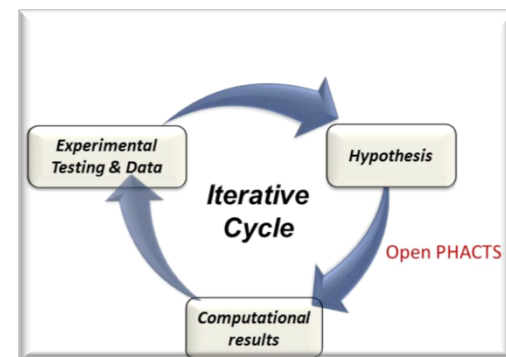 Experimental
Testing & Data
Hypothesis
Iterative
Cycle
Open PHACTS
Computational
results